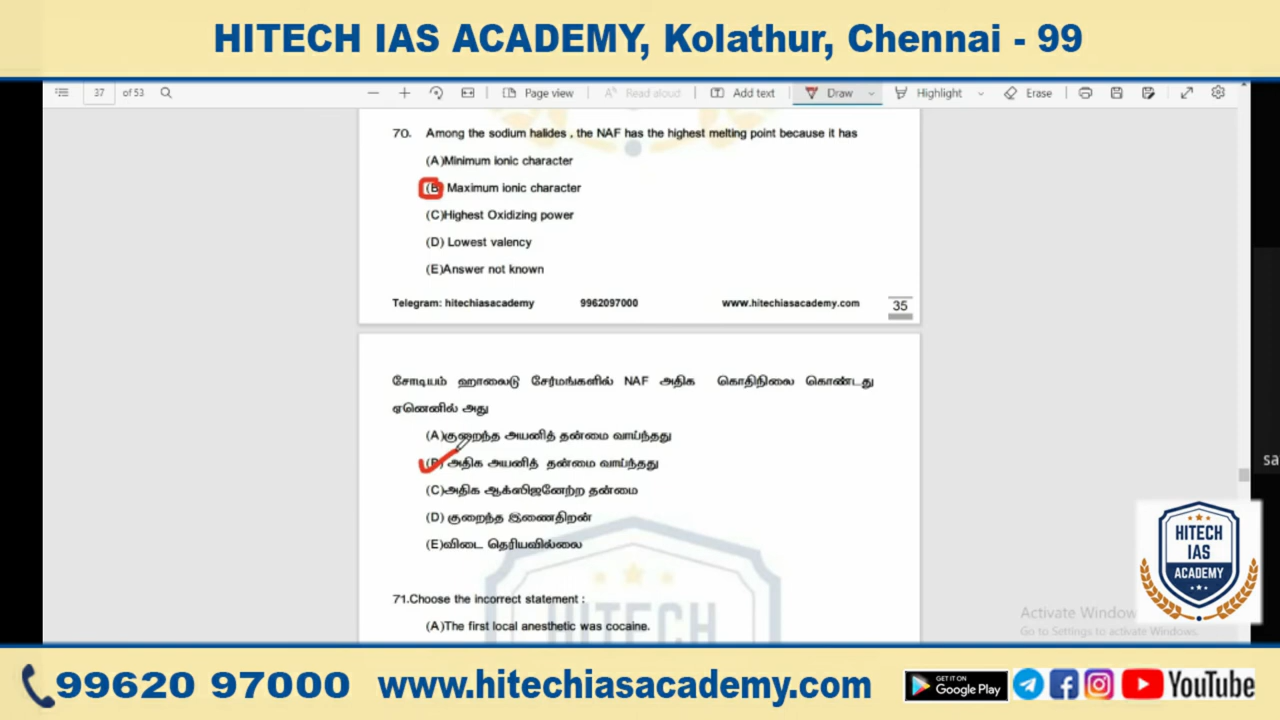 HITECH IAS ACADEMY, Kolathur, Chennai - 99
37 of 53
Page view
Read aloud
Add text
Draw
Highlight
Erase
70. Among the sodium halides , the NAF has the highest melting point because it has
(A)Minimum ionic character
(B) Maximum ionic character
(C)Highest Oxidizing power
(D) Lowest valency
(E)Answer not known
Telegram: hitechiasacademy 9962097000 www.hitechiasacademy.com 35
சோடியம் ஹாலைடு சேர்மங்களில் NAF அதிக கொதிநிலை கொண்டது
ஏனெனில் அது
(A)குறைந்த அயனித் தன்மை வாய்ந்தது
(B) அதிக அயனித் தன்மை வாய்ந்தது
(C)அதிக ஆக்ஸிஜனேற்ற தன்மை
(D) குறைந்த இணைதிறன்
(E)விடை தெரியவில்லை
71.Choose the incorrect statement :
(A)The first local anesthetic was cocaine.
HITECH
sa
HITECH
IAS
ACADEMY
Activate Window
Go to Settings to activate Windows.
99620 97000 www.hitechiasacademy.com
GET IT ON
Google Play
YouTube